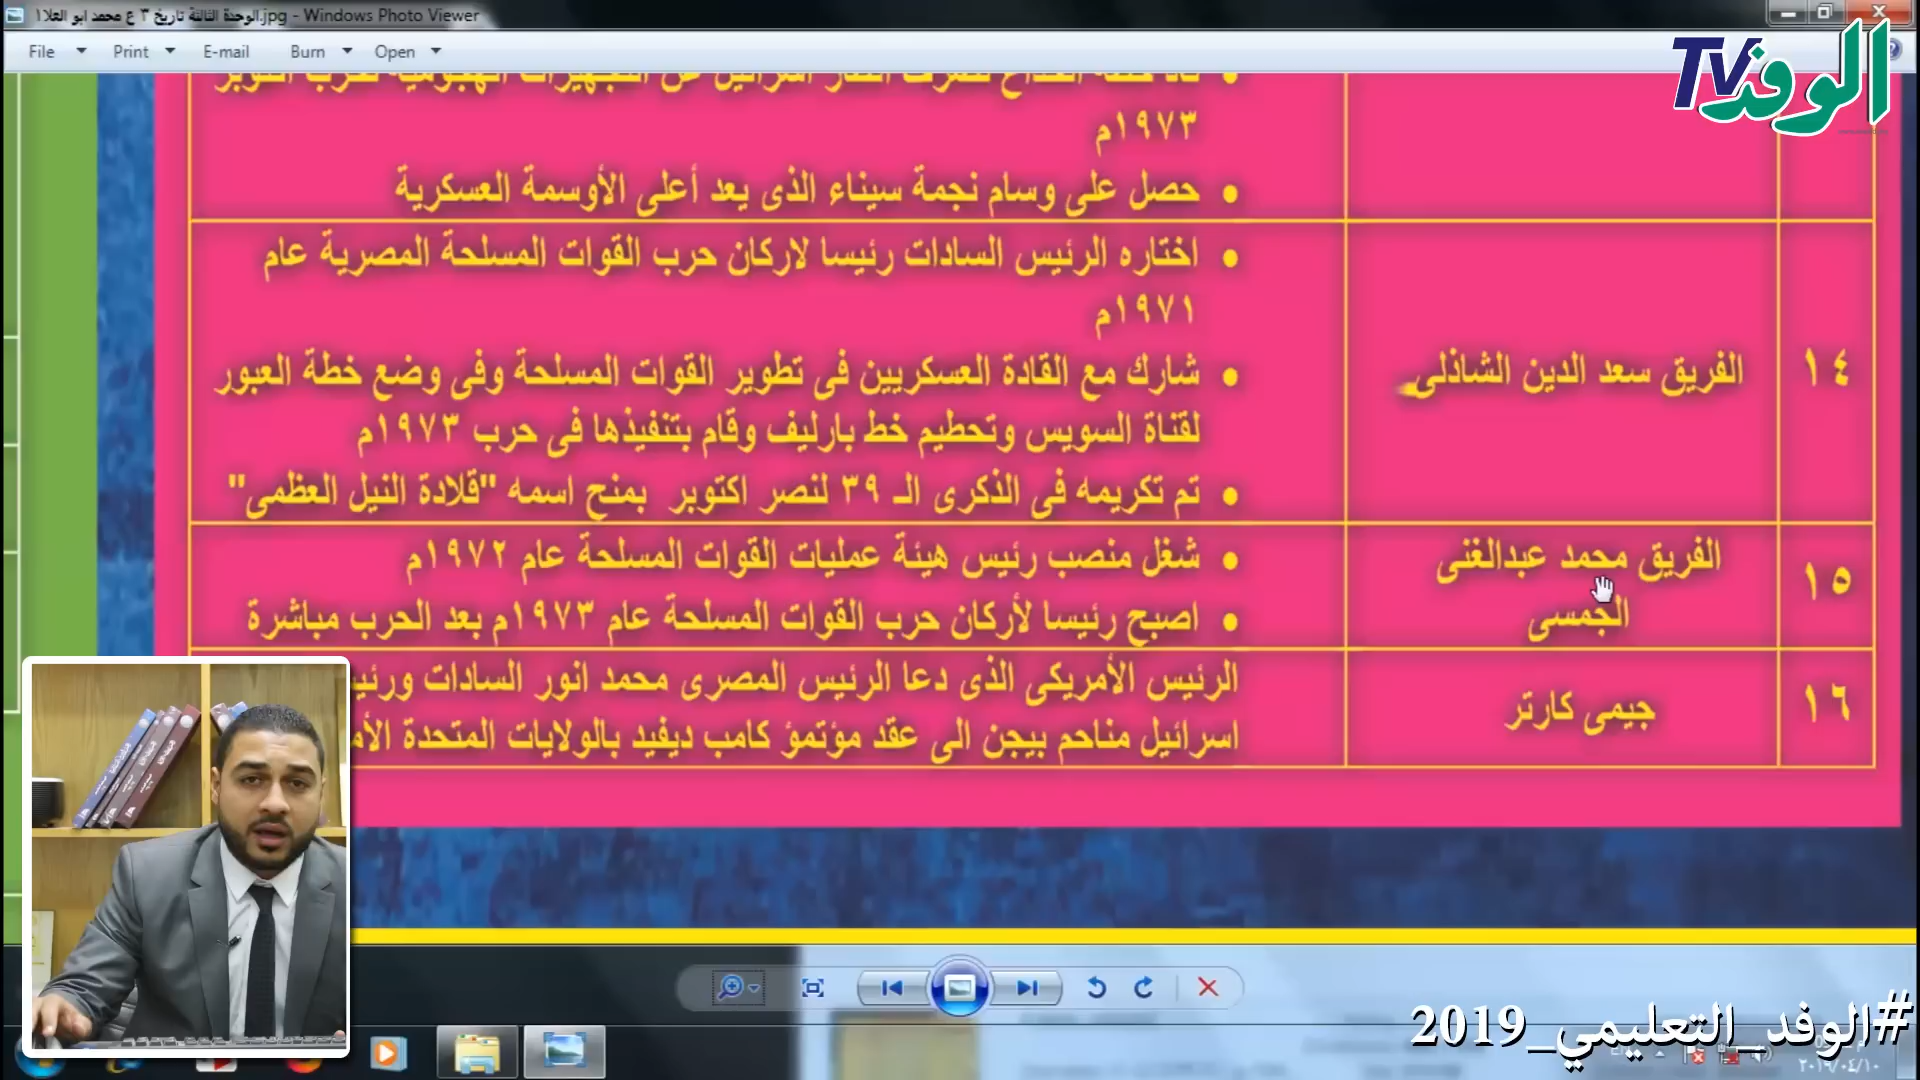 الوحدة الثالثة تاريخ ٣ ع محمد ابو العلا١.jpg - Windows Photo Viewer
File Print E-mail Burn Open
الوفد TV
١٩٧٣م
• حصل على وسام نجمة سيناء الذى يعد أعلى الأوسمة العسكرية
١٤
الفريق سعد الدين الشاذلى
• اختاره الرئيس السادات رئيسا لاركان حرب القوات المسلحة المصرية عام
١٩٧١م
• شارك مع القادة العسكريين فى تطوير القوات المسلحة وفى وضع خطة العبور
لقناة السويس وتحطيم خط بارليف وقام بتنفيذها فى حرب ١٩٧٣م
• تم تكريمه فى الذكرى الـ ٣٩ لنصر اكتوبر بمنح اسمه "قلادة النيل العظمى"
١٥
الفريق محمد عبدالغنى
الجمسى
• شغل منصب رئيس هيئة عمليات القوات المسلحة عام ١٩٧٢م
• اصبح رئيسا لأركان حرب القوات المسلحة عام ١٩٧٣م بعد الحرب مباشرة
١٦
جيمى كارتر
الرئيس الأمريكى الذى دعا الرئيس المصرى محمد انور السادات
اسرائيل مناحم بيجن الى عقد مؤتمؤ كامب ديفيد بالولايات المتحدة
#الوفد_التعليمي_2019
٢٠١٩/٠٤/١٠